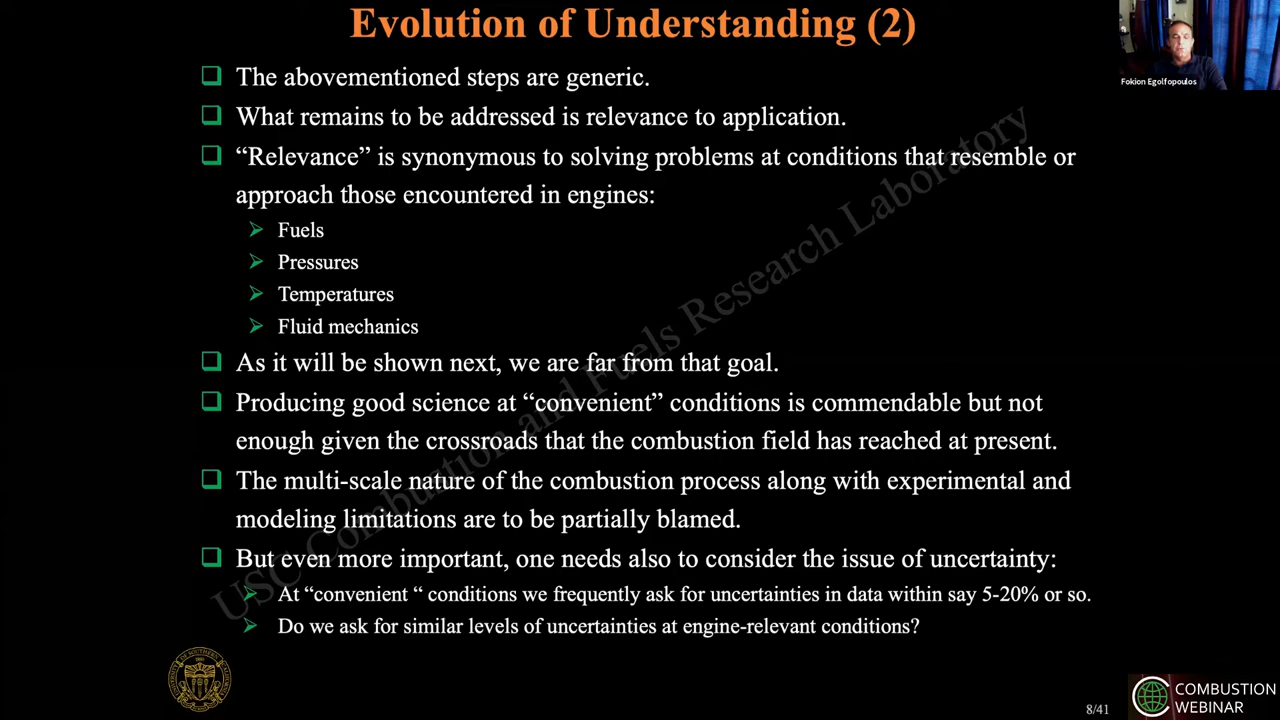 Evolution of Understanding (2)
Fokion Egolfopoulos
The abovementioned steps are generic.
What remains to be addressed is relevance to application.
“Relevance” is synonymous to solving problems at conditions that resemble or
approach those encountered in engines:
Fuels
Pressures
Temperatures
Fluid mechanics
As it will be shown next, we are far from that goal.
Producing good science at “convenient” conditions is commendable but not
enough given the crossroads that the combustion field has reached at present.
The multi-scale nature of the combustion process along with experimental and
modeling limitations are to be partially blamed.
But even more important, one needs also to consider the issue of uncertainty:
At “convenient “ conditions we frequently ask for uncertainties in data within say 5-20% or so.
Do we ask for similar levels of uncertainties at engine-relevant conditions?
USC Combustion and Fuels Research Laboratory
8/41
COMBUSTION
WEBINAR